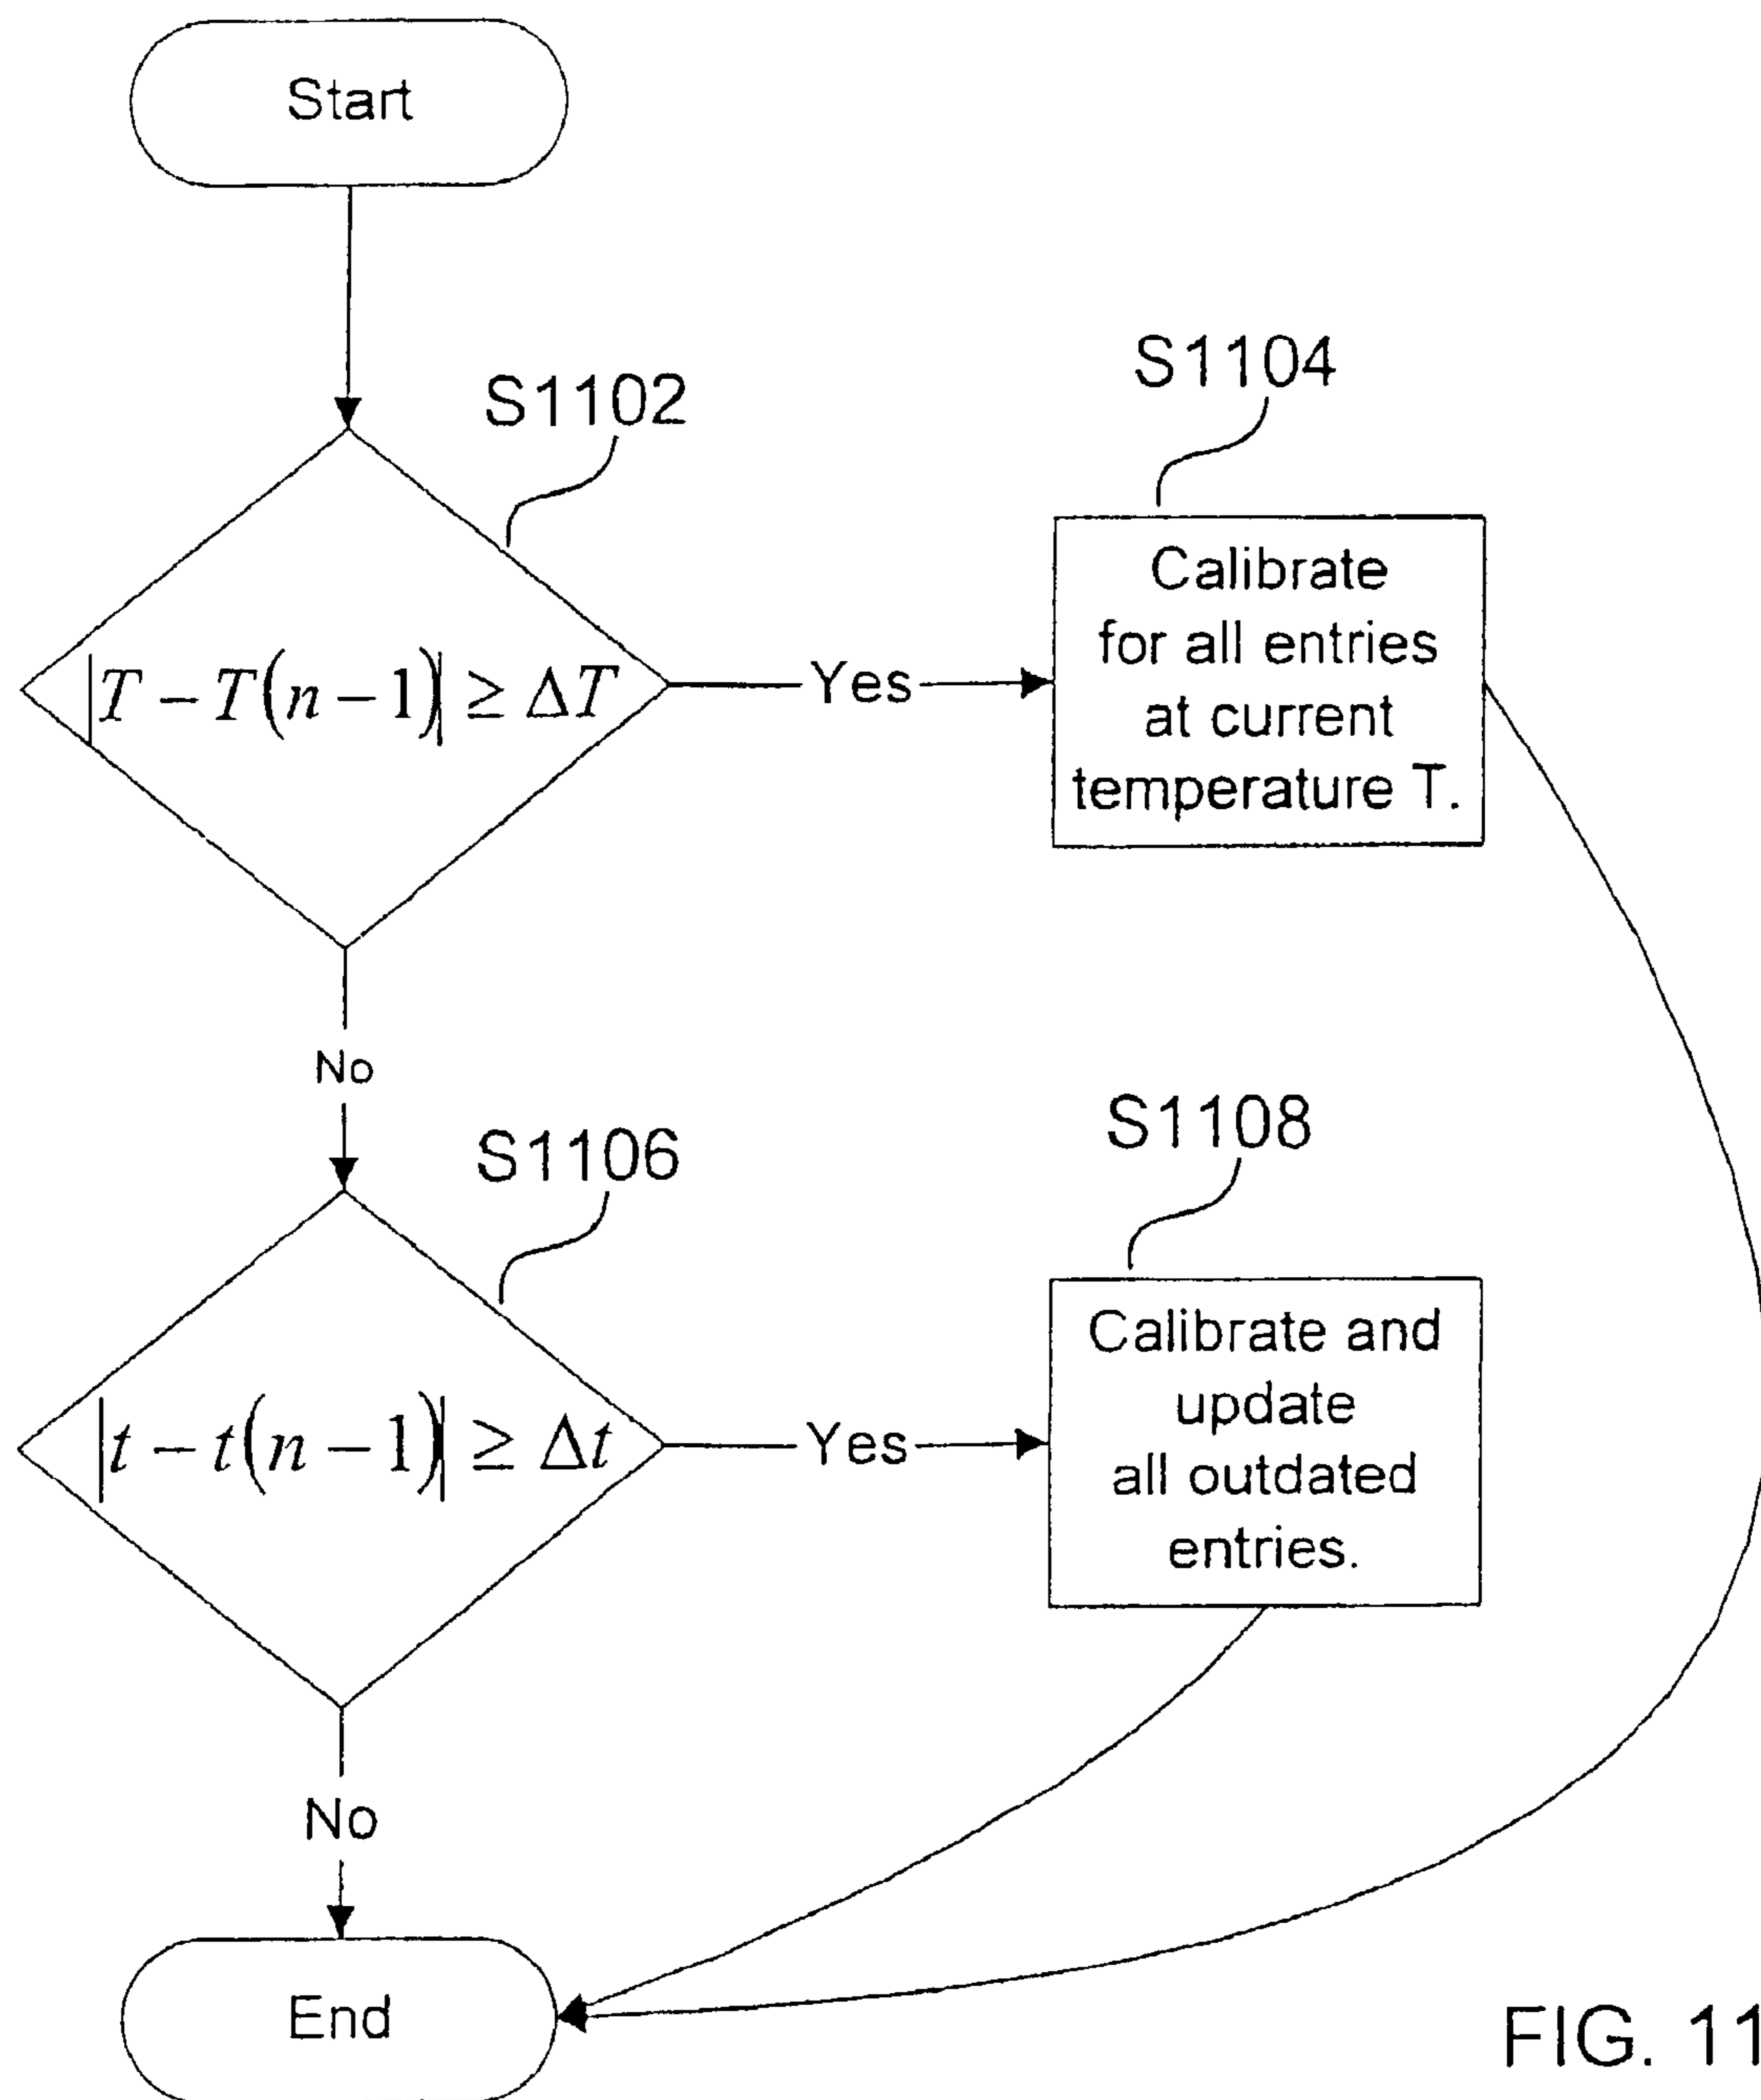 Start
S1102
|T − T(n−1)| ≥ ΔT
Yes
S1104
Calibrate
for all entries
at current
temperature T.
No
S1106
|t − t(n−1)| ≥ Δt
Yes
S1108
Calibrate and
update
all outdated
entries.
No
End
FIG. 11